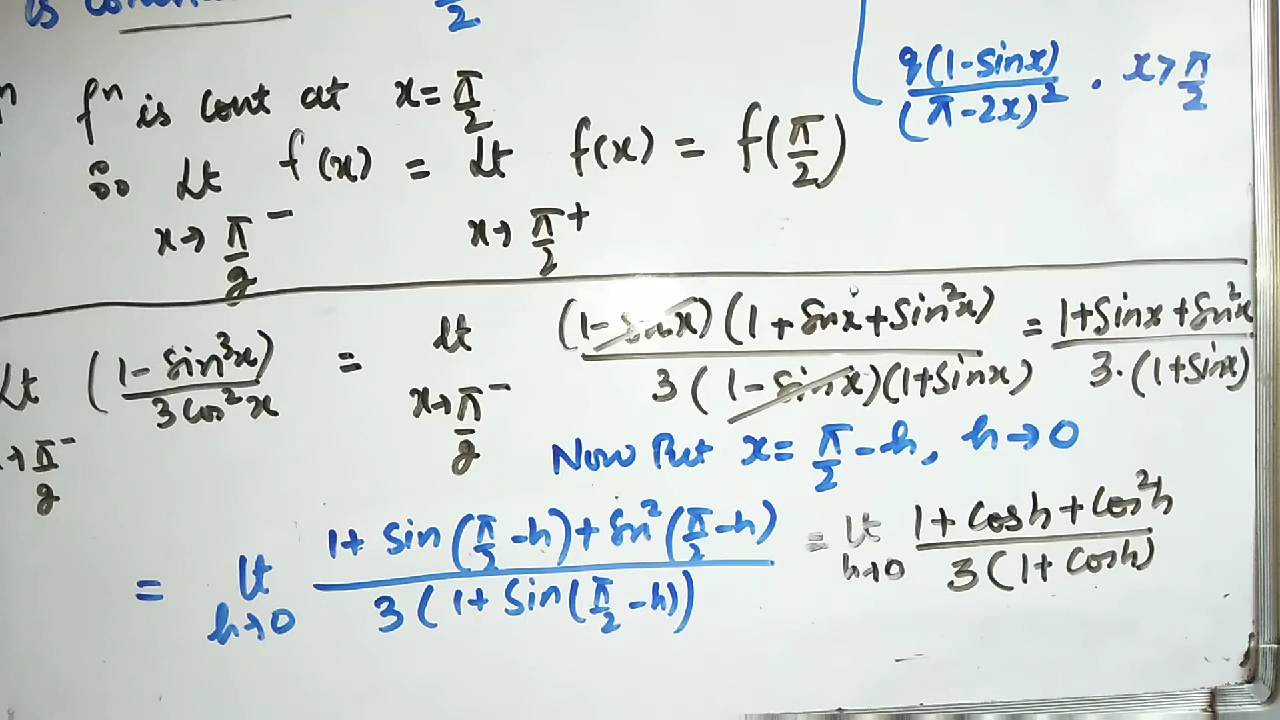 is
π/2
fⁿ is cont at x = π/2
q(1-Sinx)/(π-2x)² . x > π/2
∴ Lt x→π/2⁻ f(x) = Lt x→π/2⁺ f(x) = f(π/2)
Lt x→π/2⁻ (1-Sin³x)/(3Cos²x) = Lt x→π/2⁻ (1-Sinx)(1+Sinx+Sin²x)/3(1-Sinx)(1+Sinx) = 1+Sinx+Sin²x/3.(1+Sinx)
Now Put x = π/2-h, h→0
= Lt h→0 1+Sin(π/2-h)+Sin²(π/2-h)/3(1+Sin(π/2-h)) = Lt h→0 1+Cosh+Cos²h/3(1+Cosh)